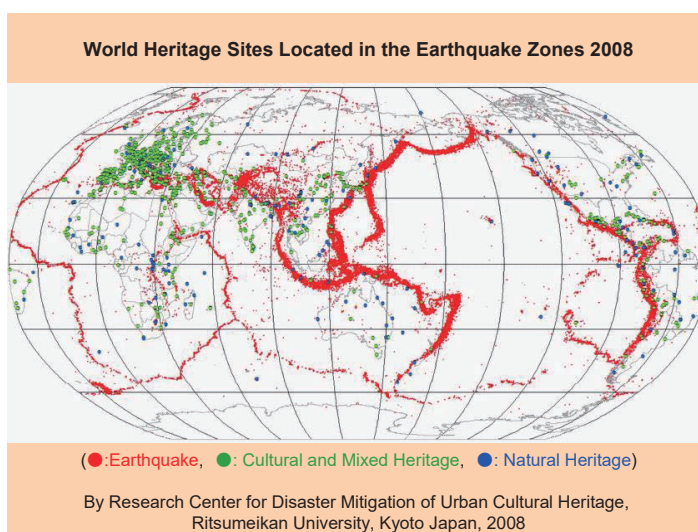 World Heritage Sites Located in the Earthquake Zones 2008
(●:Earthquake, ●: Cultural and Mixed Heritage, ●: Natural Heritage)
By Research Center for Disaster Mitigation of Urban Cultural Heritage,
Ritsumeikan University, Kyoto Japan, 2008